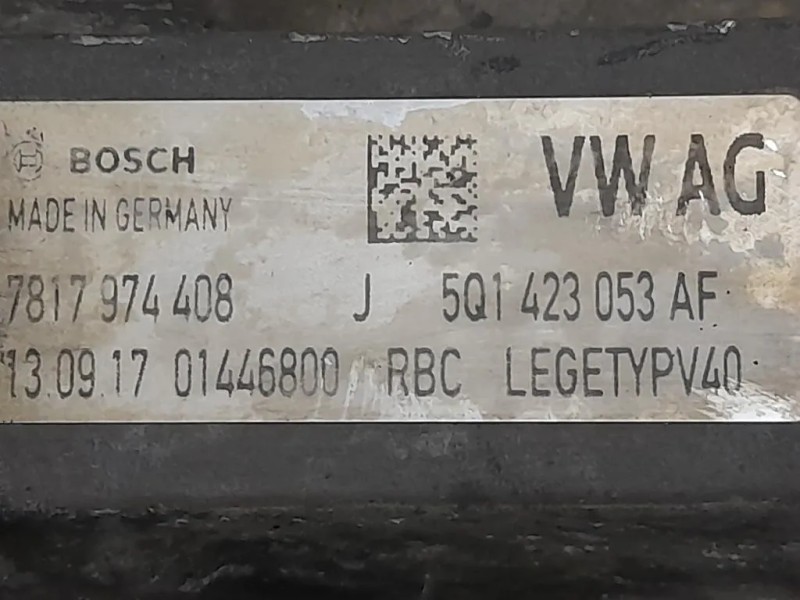 BOSCH
VW AG
MADE IN GERMANY
7817 974 408 J 5Q1 423 053 AF
13.09.17 01446800 RBC LEGETYPV40